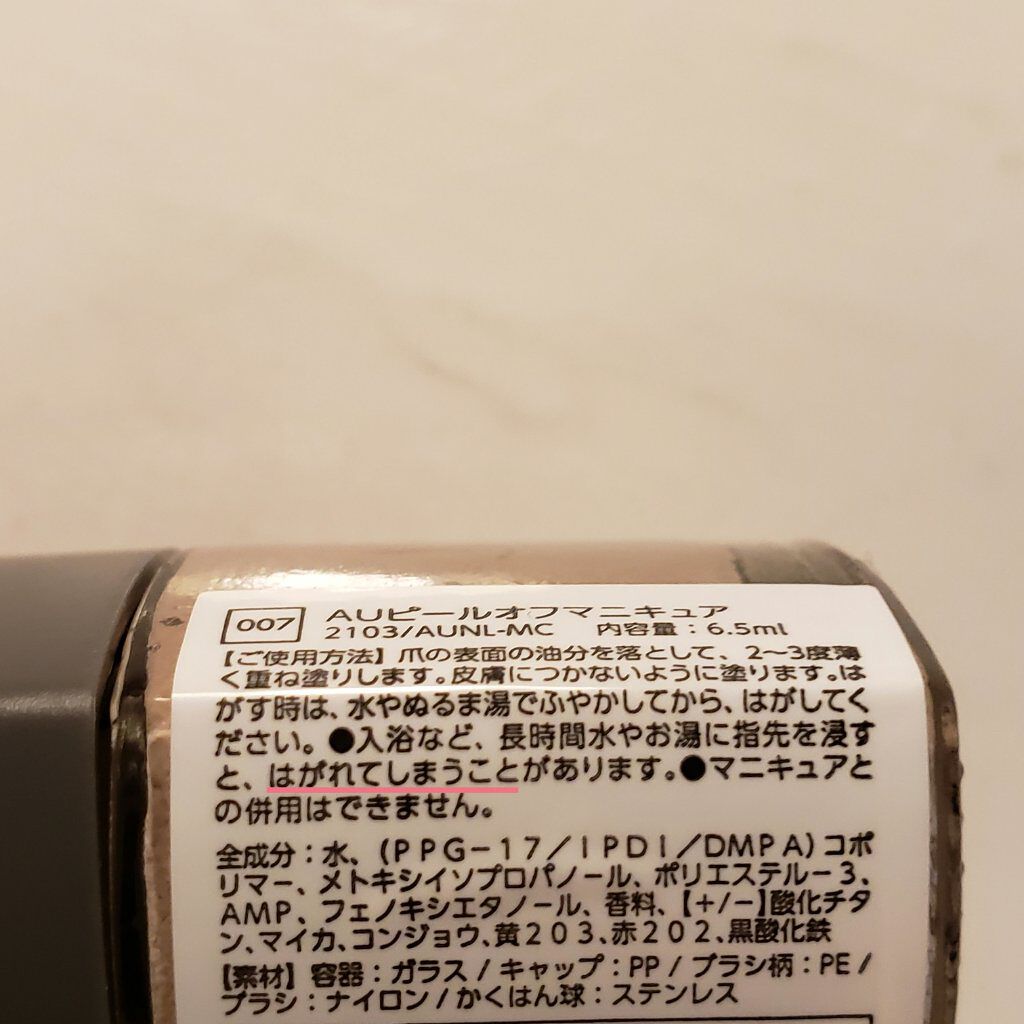 007 AUピールオフマニキュア
2103/AUNL-MC 内容量：6.5ml
【ご使用方法】爪の表面の油分を落として、2～3度薄
く重ね塗りします。皮膚につかないように塗ります。は
がす時は、水やぬるま湯でふやかしてから、はがしてく
ださい。●入浴など、長時間水やお湯に指先を浸す
と、はがれてしまうことがあります。●マニキュアと
の併用はできません。
全成分：水、（PPG－17／IPDI／DMPA）コポ
リマー、メトキシイソプロパノール、ポリエステル－3、
AMP、フェノキシエタノール、香料、【+/－】酸化チタ
ン、マイカ、コンジョウ、黄203、赤202、黒酸化鉄
【素材】容器：ガラス/キャップ：PP/ブラシ柄：PE/
ブラシ：ナイロン/かくはん球：ステンレス